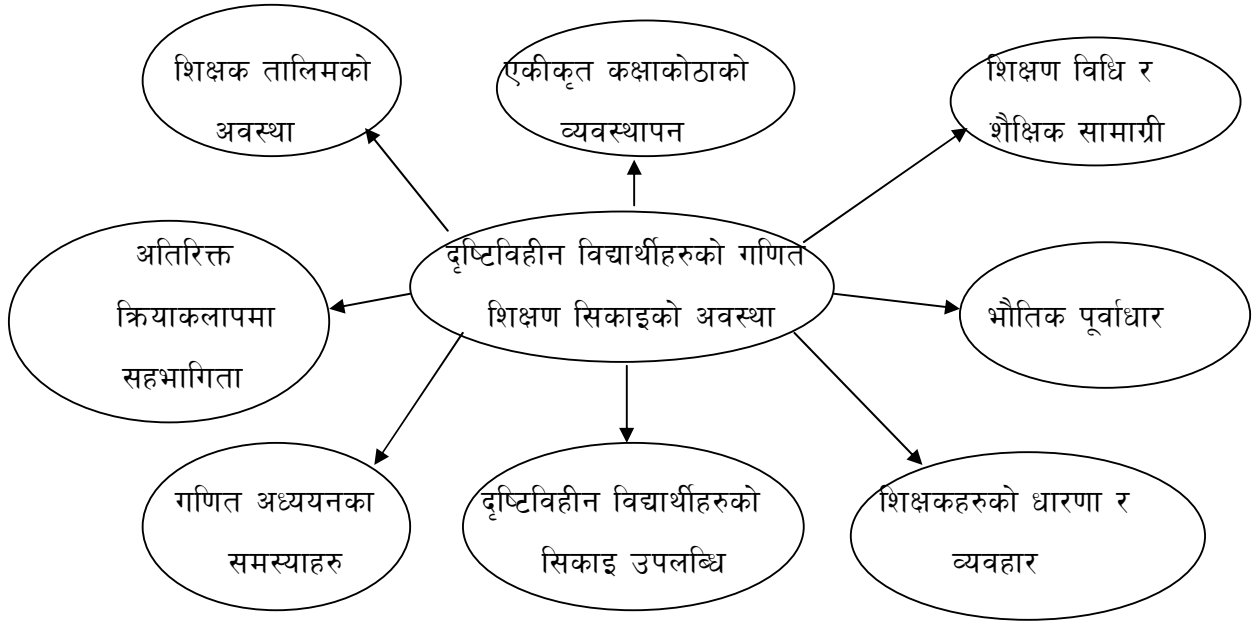 शिक्षक तालिमको
अवस्था
एकीकृत कक्षाकोठाको
व्यवस्थापन
शिक्षण विधि र
शैक्षिक सामाग्री
अतिरिक्त
क्रियाकलापमा
सहभागिता
दृष्टिविहीन विद्यार्थीहरुको गणित
शिक्षण सिकाइको अवस्था
भौतिक पूर्वाधार
गणित अध्ययनका
समस्याहरु
दृष्टिविहीन विद्यार्थीहरुको
सिकाइ उपलब्धि
शिक्षकहरुको धारणा र
व्यवहार